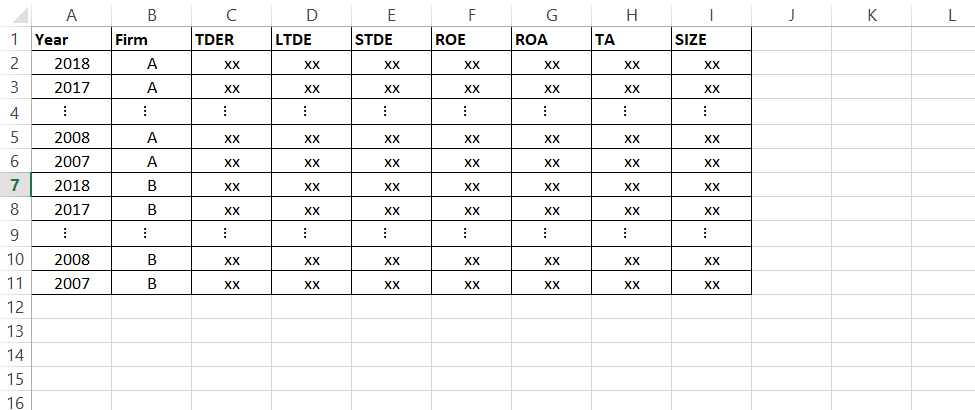 A B C D E F G H I J K L
1 Year Firm TDER LTDE STDE ROE ROA TA SIZE
2 2018 A xx xx xx xx xx xx xx
3 2017 A xx xx xx xx xx xx xx
4 ⋮ ⋮ ⋮ ⋮ ⋮ ⋮ ⋮ ⋮ ⋮
5 2008 A xx xx xx xx xx xx xx
6 2007 A xx xx xx xx xx xx xx
7 2018 B xx xx xx xx xx xx xx
8 2017 B xx xx xx xx xx xx xx
9 ⋮ ⋮ ⋮ ⋮ ⋮ ⋮ ⋮ ⋮ ⋮
10 2008 B xx xx xx xx xx xx xx
11 2007 B xx xx xx xx xx xx xx
12
13
14
15
16